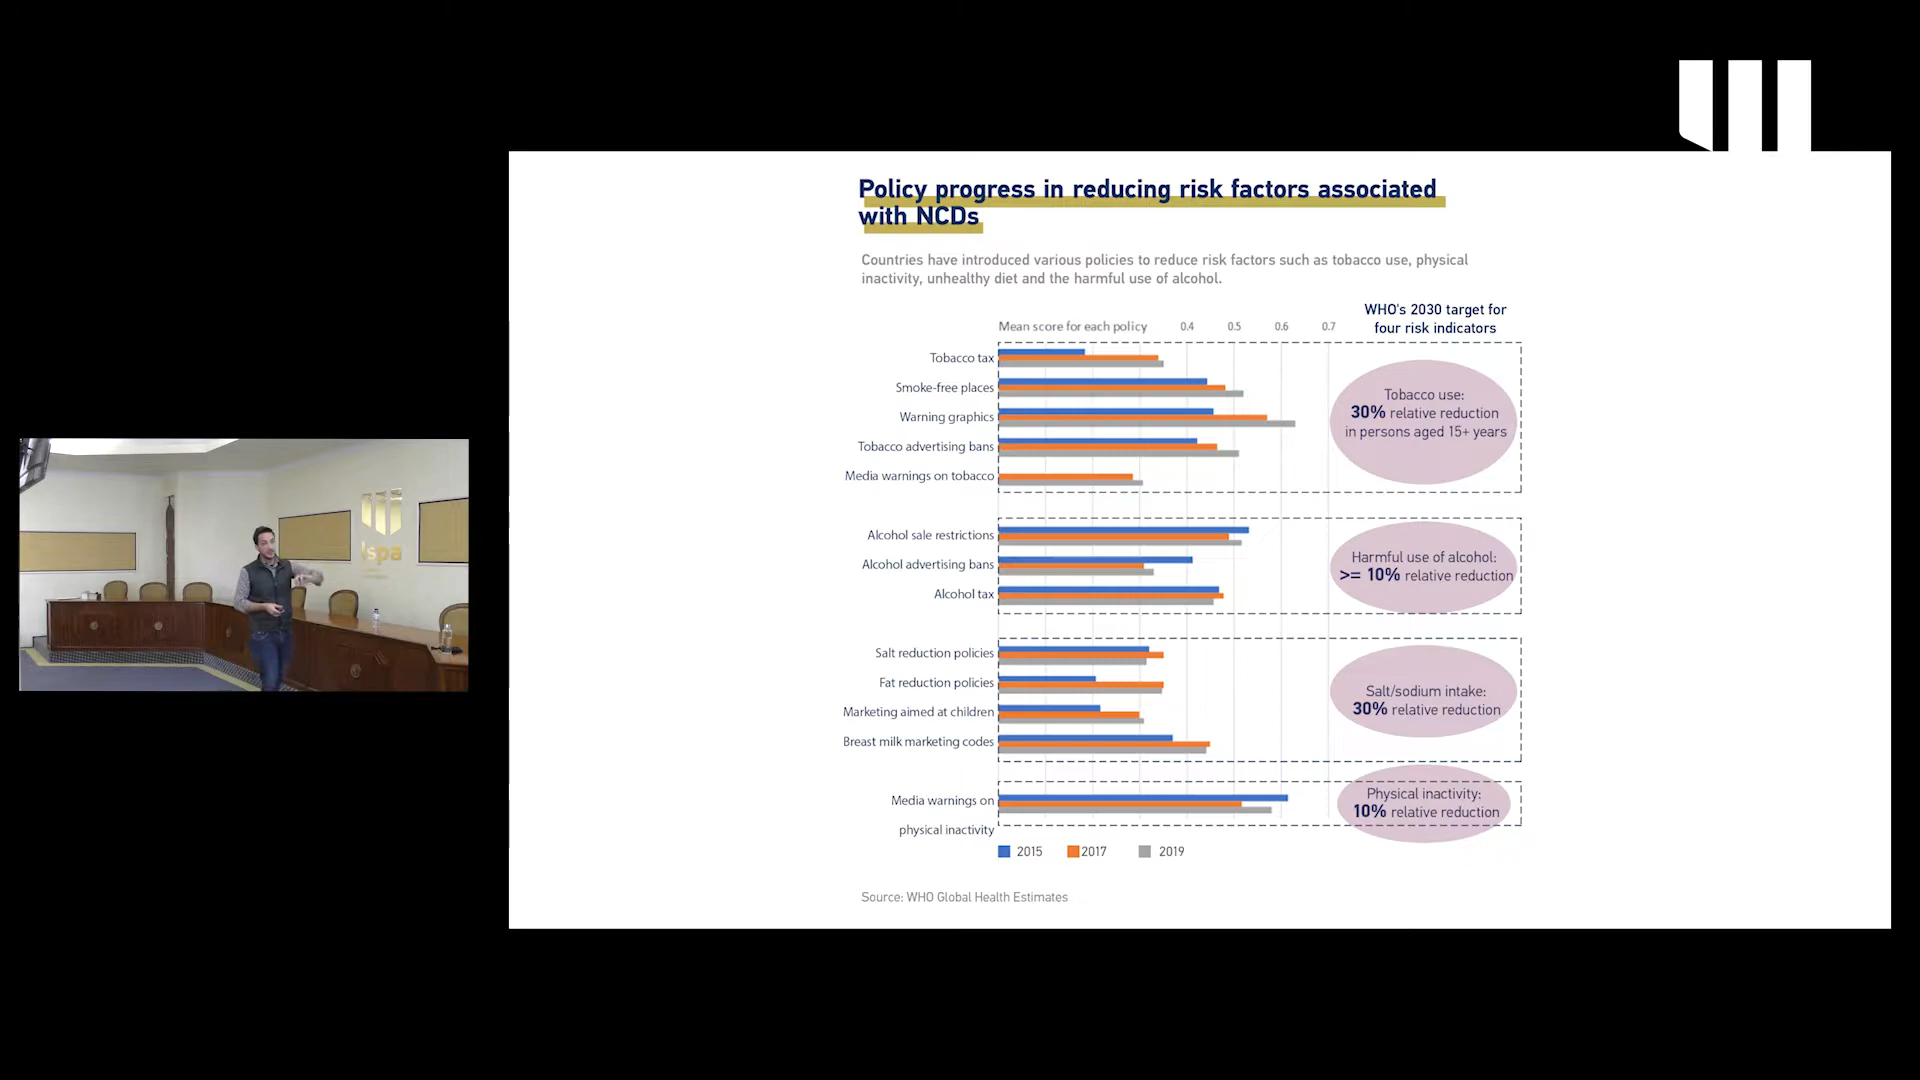 Policy progress in reducing risk factors associated
with NCDs
Countries have introduced various policies to reduce risk factors such as tobacco use, physical
inactivity, unhealthy diet and the harmful use of alcohol.
WHO's 2030 target for
four risk indicators
Mean score for each policy 0.4 0.5 0.6 0.7
Tobacco tax
Smoke-free places
Warning graphics
Tobacco advertising bans
Media warnings on tobacco
Tobacco use:
30% relative reduction
in persons aged 15+ years
Alcohol sale restrictions
Alcohol advertising bans
Alcohol tax
Harmful use of alcohol:
>= 10% relative reduction
Salt reduction policies
Fat reduction policies
Marketing aimed at children
Breast milk marketing codes
Salt/sodium intake:
30% relative reduction
Media warnings on
physical inactivity
Physical inactivity:
10% relative reduction
2015 2017 2019
Source: WHO Global Health Estimates
Ispa